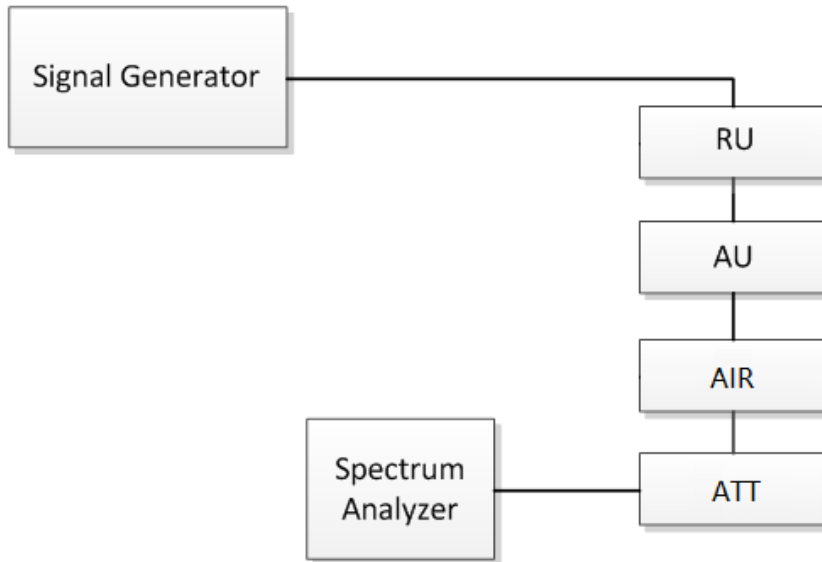 Signal Generator
RU
AU
AIR
ATT
Spectrum
Analyzer